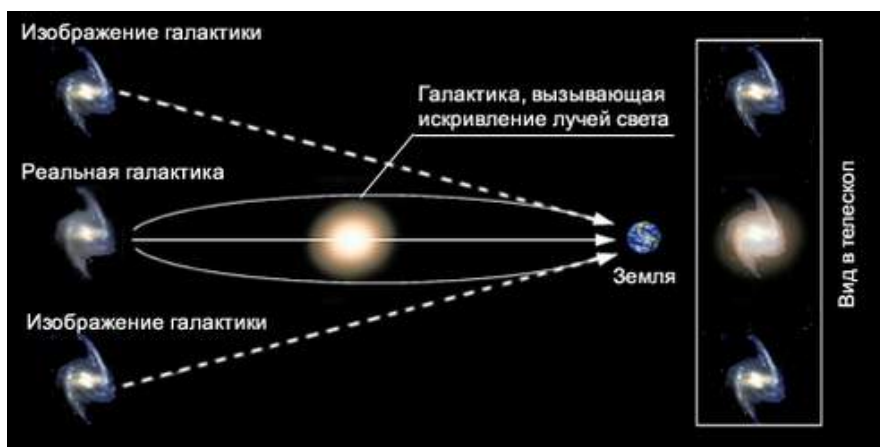 Изображение галактики
Галактика, вызывающая
искривление лучей света
Реальная галактика
Земля
Изображение галактики
Вид в телескоп